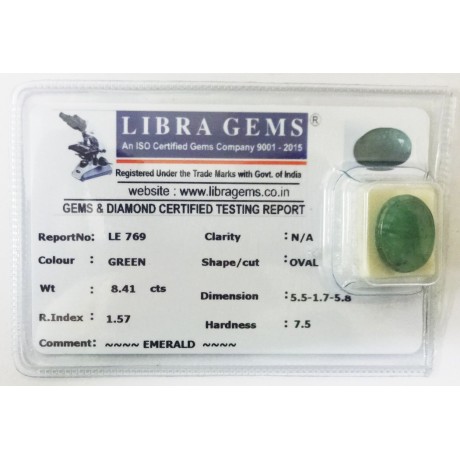 LIBRA GEMS ®
An ISO Certified Gems Company 9001 - 2015
Registered Under the Trade Marks with Govt. of India
website : www.libragems.co.in
GEMS & DIAMOND CERTIFIED TESTING REPORT
ReportNo: LE 769 Clarity : N/A
Colour : GREEN Shape/cut : OVAL
Wt : 8.41 cts Dimension : 5.5-1.7-5.8
R.Index : 1.57 Hardness : 7.5
Comment: ~~~~ EMERALD ~~~~